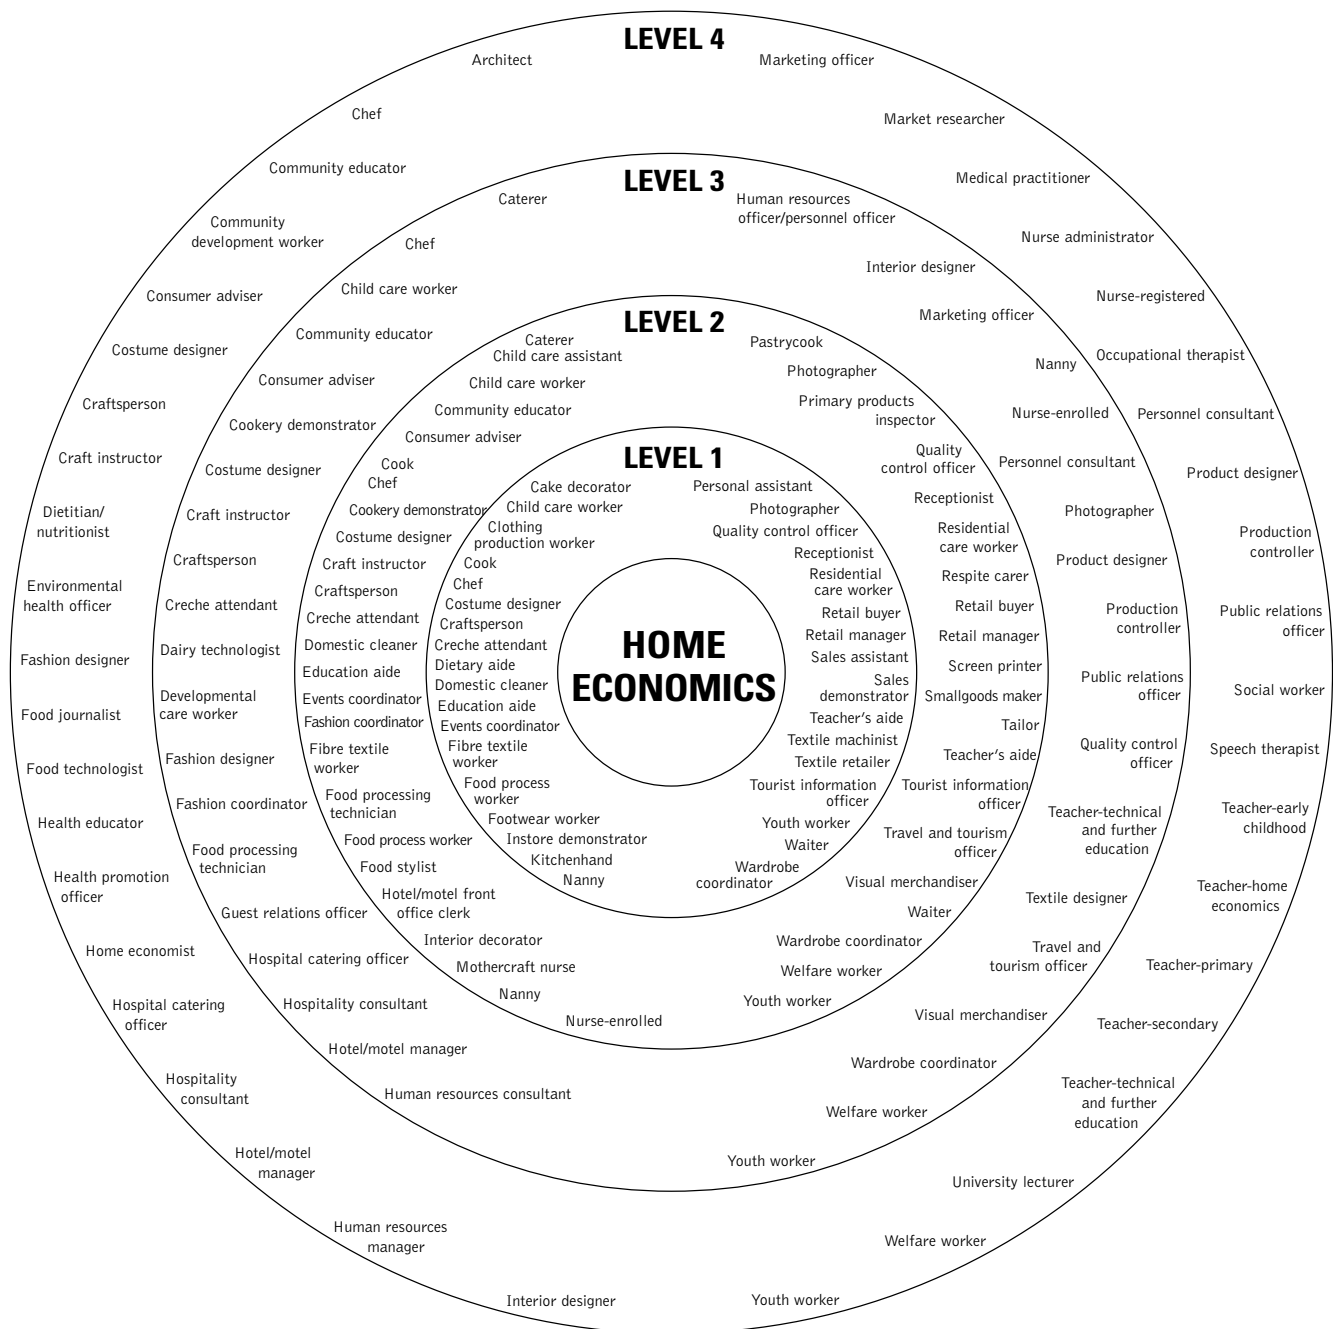 LEVEL 4
Architect
Chef
Community educator
Community
development worker
Consumer adviser
Costume designer
Craftsperson
Craft instructor
Dietitian/
nutritionist
Environmental
health officer
Fashion designer
Food journalist
Food technologist
Health educator
Health promotion
officer
Home economist
Hospital catering
officer
Hospitality
consultant
Hotel/motel
manager
Human resources
manager
Interior designer
Marketing officer
Market researcher
Medical practitioner
Nurse administrator
Nurse-registered
Occupational therapist
Personnel consultant
Product designer
Production
controller
Public relations
officer
Social worker
Speech therapist
Teacher-early
childhood
Teacher-home
economics
Teacher-primary
Teacher-secondary
Teacher-technical
and further
education
University lecturer
Welfare worker
Youth worker
LEVEL 3
Caterer
Chef
Child care worker
Community educator
Consumer adviser
Cookery demonstrator
Costume designer
Craft instructor
Craftsperson
Creche attendant
Dairy technologist
Developmental
care worker
Fashion designer
Fashion coordinator
Food processing
technician
Guest relations officer
Hospital catering officer
Hospitality consultant
Hotel/motel manager
Human resources consultant
Human resources
officer/personnel officer
Interior designer
Marketing officer
Nanny
Nurse-enrolled
Personnel consultant
Photographer
Product designer
Production
controller
Public relations
officer
Quality control
officer
Teacher-technical
and further
education
Textile designer
Travel and
tourism officer
Visual merchandiser
Wardrobe coordinator
Welfare worker
Youth worker
LEVEL 2
Caterer
Child care assistant
Child care worker
Community educator
Consumer adviser
Cook
Chef
Cookery demonstrator
Costume designer
Craft instructor
Craftsperson
Creche attendant
Domestic cleaner
Education aide
Events coordinator
Fashion coordinator
Fibre textile
worker
Food processing
technician
Food process worker
Food stylist
Hotel/motel front
office clerk
Interior decorator
Mothercraft nurse
Nanny
Nurse-enrolled
Pastrycook
Photographer
Primary products
inspector
Quality
control officer
Receptionist
Residential
care worker
Respite carer
Retail buyer
Retail manager
Screen printer
Smallgoods maker
Tailor
Teacher's aide
Tourist information
officer
Travel and tourism
officer
Visual merchandiser
Waiter
Wardrobe coordinator
Welfare worker
Youth worker
LEVEL 1
Cake decorator
Child care worker
Clothing
production worker
Cook
Chef
Costume designer
Craftsperson
Creche attendant
Dietary aide
Domestic cleaner
Education aide
Events coordinator
Fibre textile
worker
Food process
worker
Footwear worker
Instore demonstrator
Kitchenhand
Nanny
Personal assistant
Photographer
Quality control officer
Receptionist
Residential
care worker
Retail buyer
Retail manager
Sales assistant
Sales
demonstrator
Teacher's aide
Textile machinist
Textile retailer
Tourist information
officer
Youth worker
Waiter
Wardrobe
coordinator
HOME
ECONOMICS